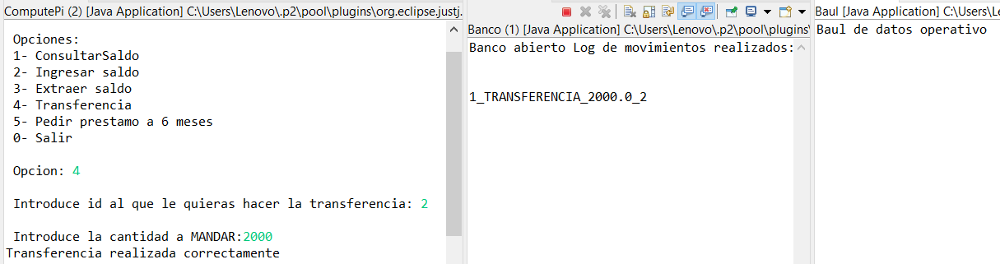 ComputePi (2) [Java Application] C:\Users\Lenovo\.p2\pool\plugins\org.eclipse.justj.
Opciones:
1- ConsultarSaldo
2- Ingresar saldo
3- Extraer saldo
4- Transferencia
5- Pedir prestamo a 6 meses
0- Salir
Opcion: 4
Introduce id al que le quieras hacer la transferencia: 2
Introduce la cantidad a MANDAR:2000
Transferencia realizada correctamente
Banco (1) [Java Application] C:\Users\Lenovo\.p2\pool\plugins\
Banco abierto Log de movimientos realizados:
1_TRANSFERENCIA_2000.0_2
Baul [Java Application] C:\Users\L
Baul de datos operativo